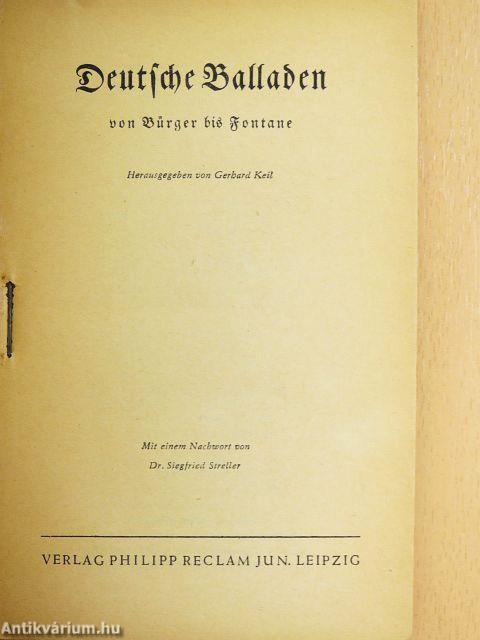 Deutsche Balladen
von Bürger bis Fontane
Herausgegeben von Gerhard Keil
Mit einem Nachwort von
Dr. Siegfried Streller
VERLAG PHILIPP RECLAM JUN. LEIPZIG
Antikvárium.hu